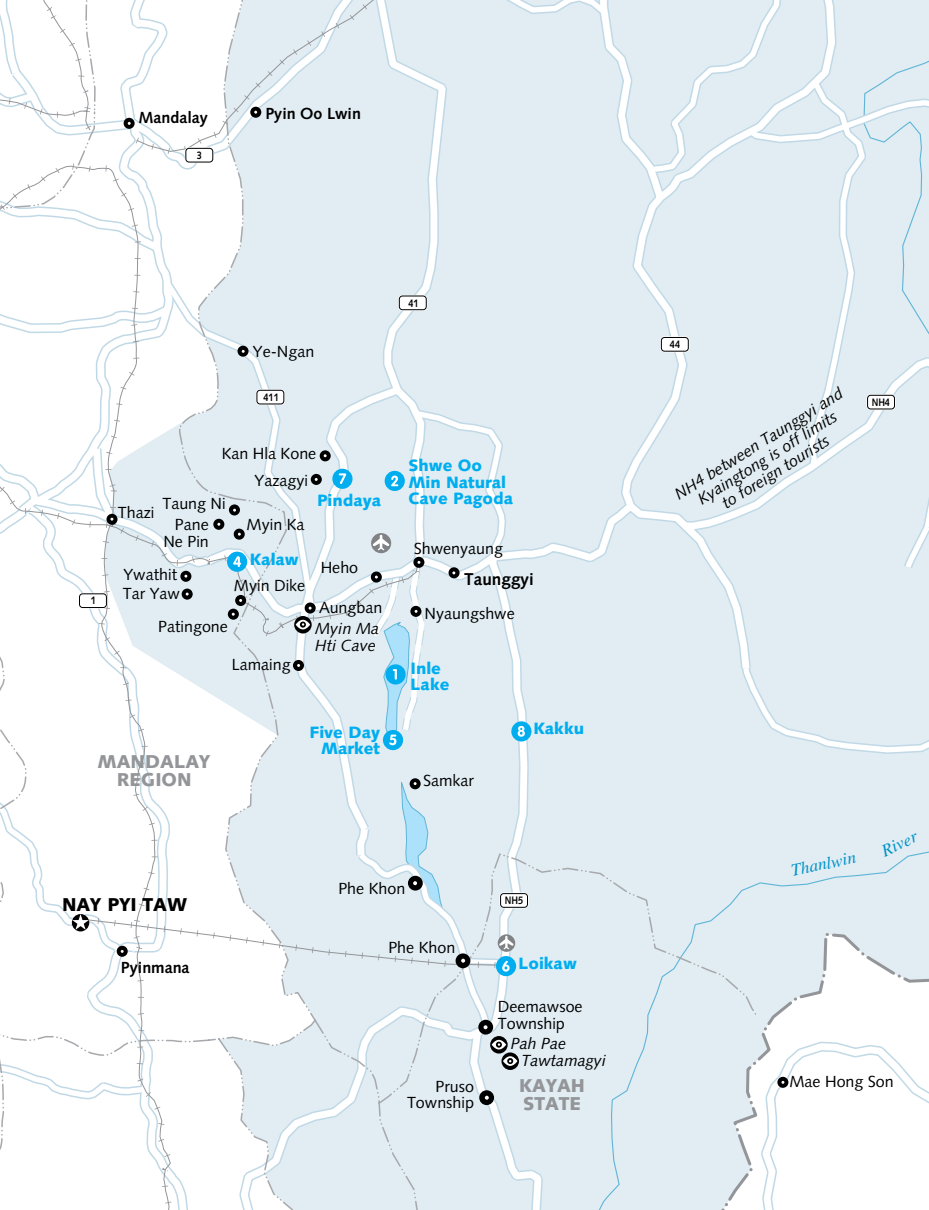 Mandalay
Pyin Oo Lwin
3
41
44
Ye-Ngan
411
NH4
NH4 between Taunggyi and
Kyaingtong is off limits
to foreign tourists
Kan Hla Kone
Yazagyi
7
Pindaya
2
Shwe Oo
Min Natural
Cave Pagoda
Taung Ni
Thazi
Pane
Ne Pin
Myin Ka
4
Kalaw
Shwenyaung
Heho
Taunggyi
Ywathit
Tar Yaw
Myin Dike
1
Patingone
Aungban
Nyaungshwe
Myin Ma
Hti Cave
Lamaing
1
Inle
Lake
Five Day
Market
5
8
Kakku
MANDALAY
REGION
Samkar
Thanlwin River
Phe Khon
NH5
NAY PYI TAW
Pyinmana
Phe Khon
6
Loikaw
Deemawsoe
Township
Pah Pae
Tawtamagyi
KAYAH
STATE
Pruso
Township
Mae Hong Son